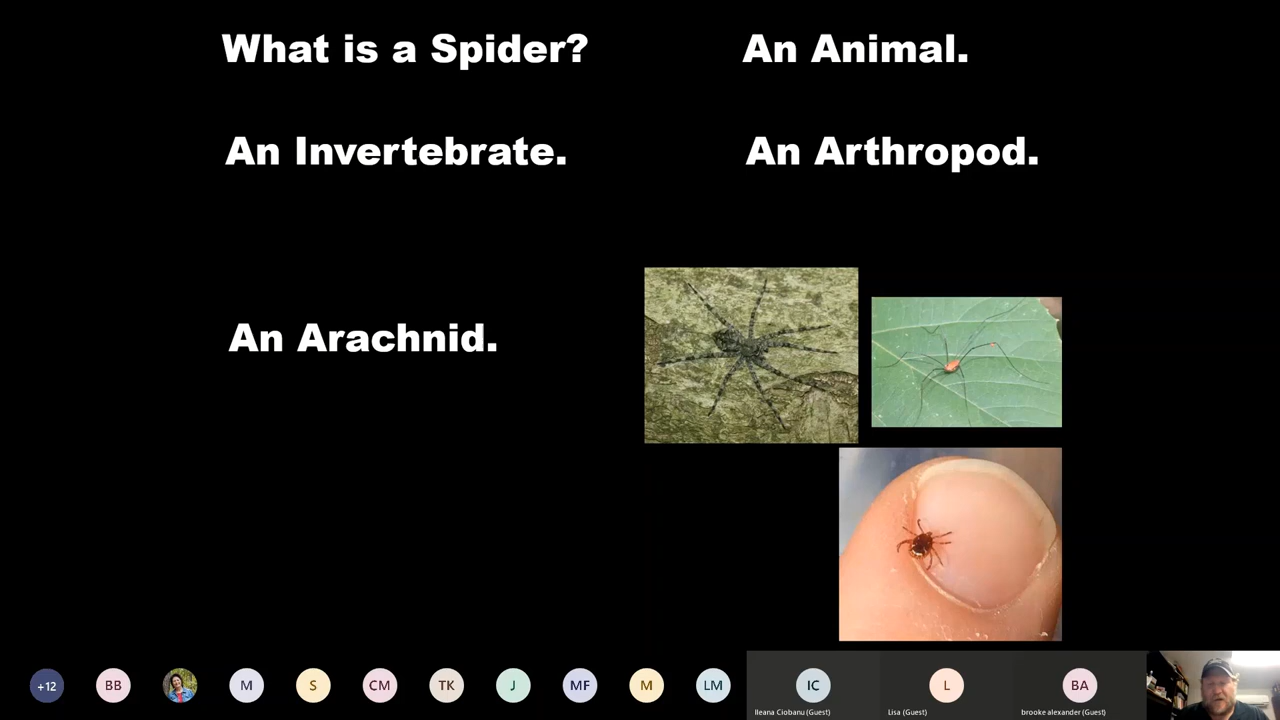 What is a Spider?
An Animal.
An Invertebrate.
An Arthropod.
An Arachnid.
+12
BB
M
S
CM
TK
J
MF
M
LM
IC
L
BA
Ileana Ciobanu (Guest)
Lisa (Guest)
brooke alexander (Guest)